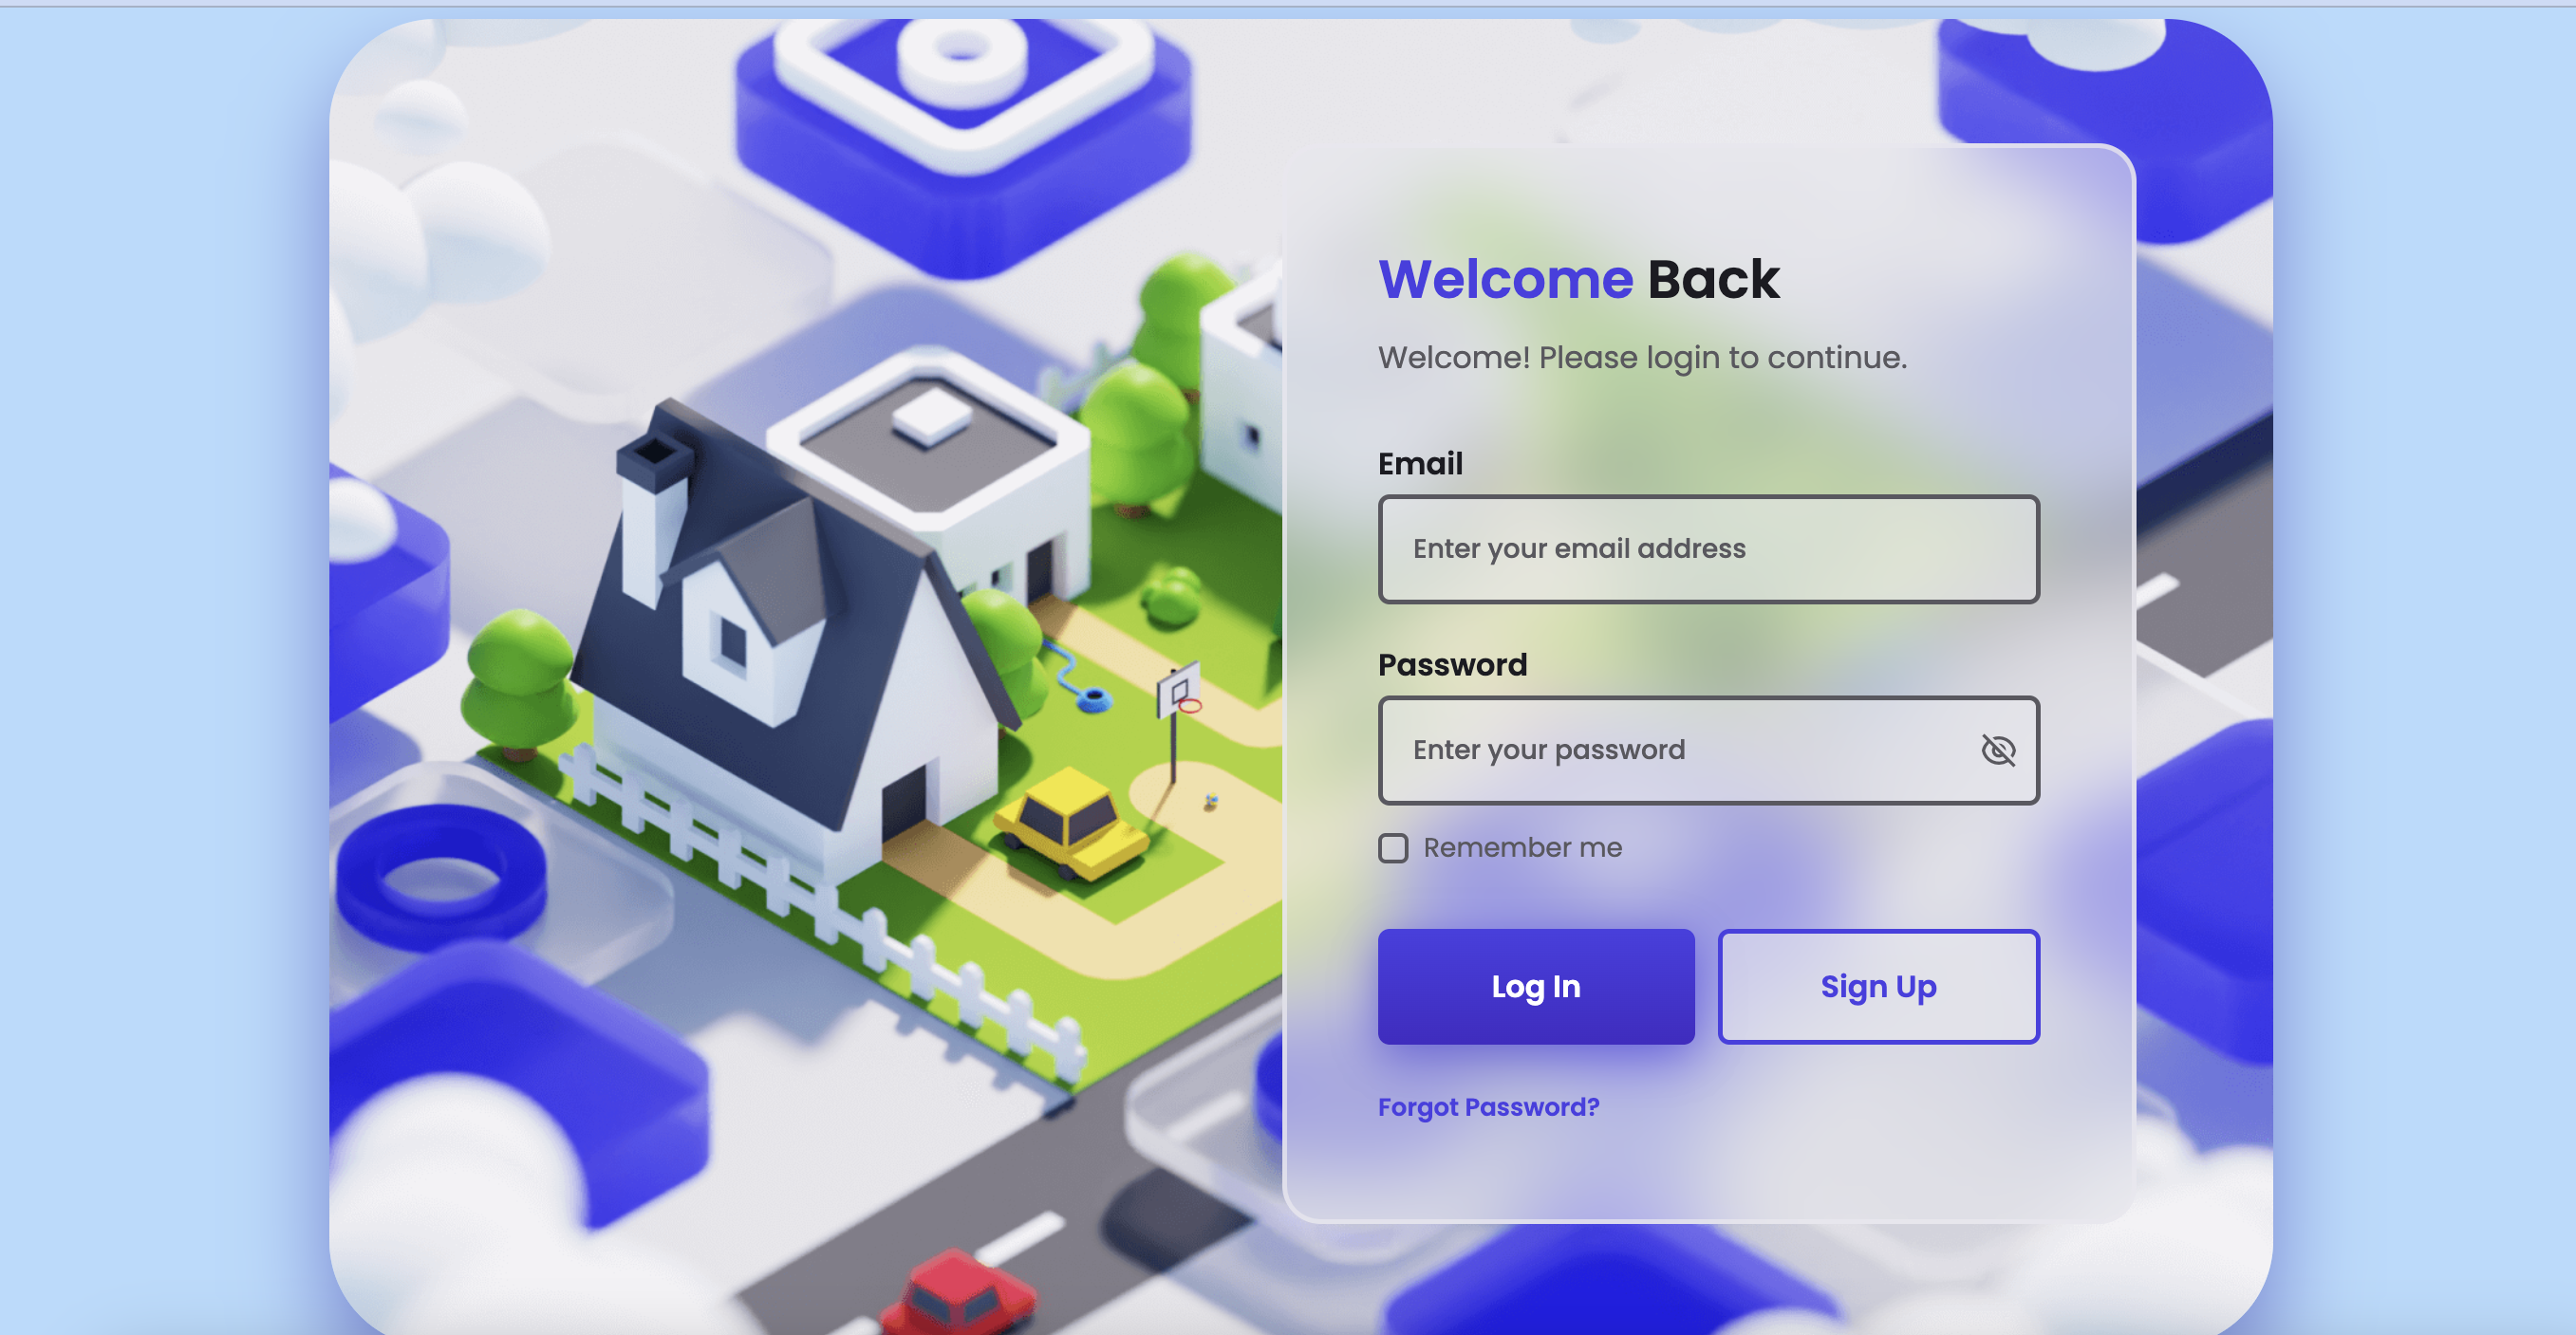 Welcome Back
Welcome! Please login to continue.
Email
Enter your email address
Password
Enter your password
Remember me
Log In
Sign Up
Forgot Password?